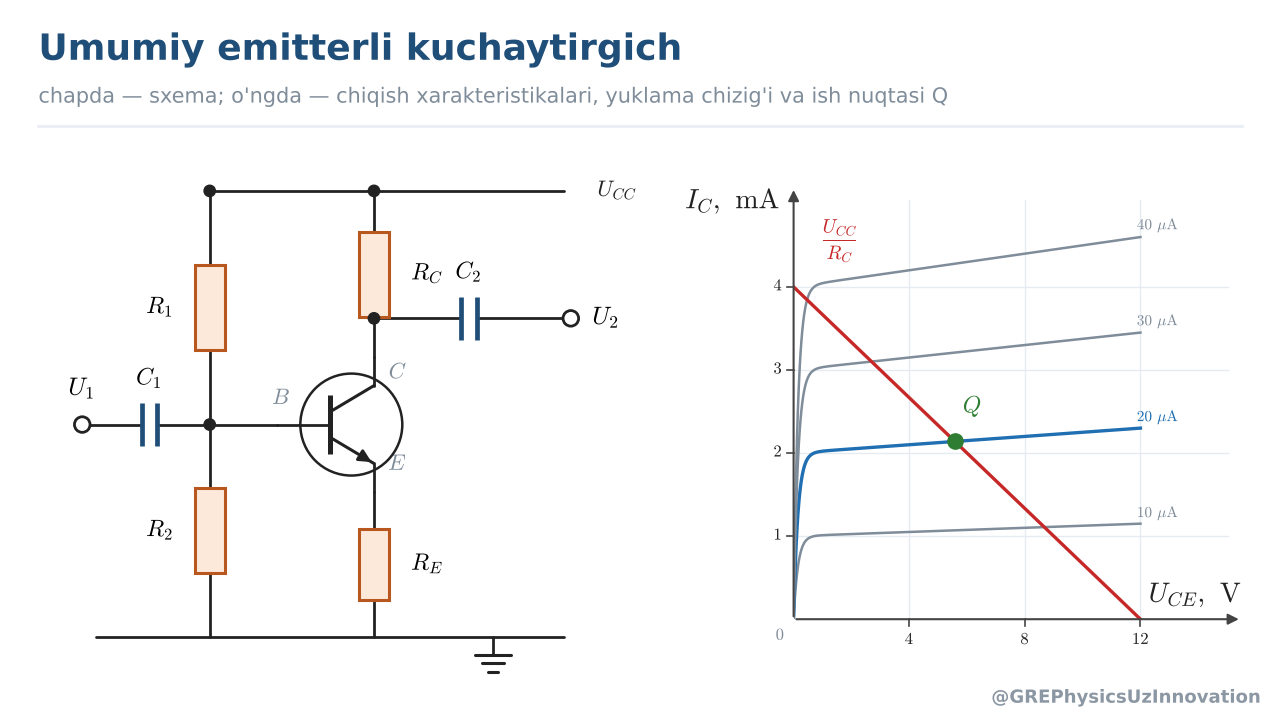 Umumiy emitterli kuchaytirgich
chapda — sxema; o'ngda — chiqish xarakteristikalari, yuklama chizig'i va ish nuqtasi Q
U_CC
R_C
C_2
R_1
U_2
C
C_1
U_1
B
E
R_2
R_E
I_C, mA
U_CC
R_C
40 μA
4
30 μA
3
Q
20 μA
2
10 μA
1
U_CE, V
0
4
8
12
@GREPhysicsUzInnovation